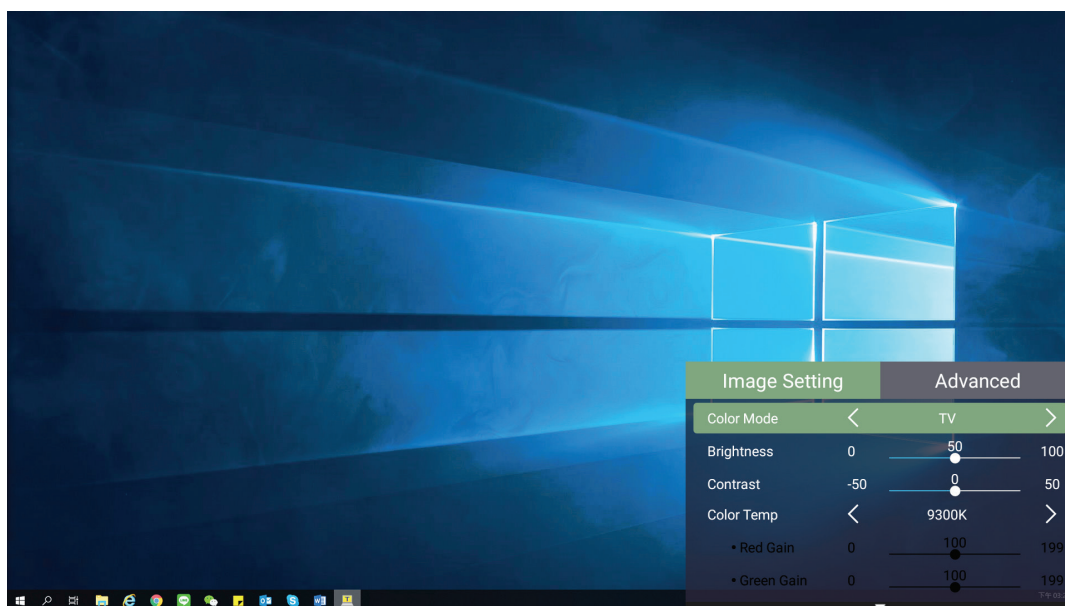 Image Setting Advanced
Color Mode TV
Brightness 0 50 100
Contrast -50 0 50
Color Temp 9300K
• Red Gain 0 100 199
• Green Gain 0 100 199